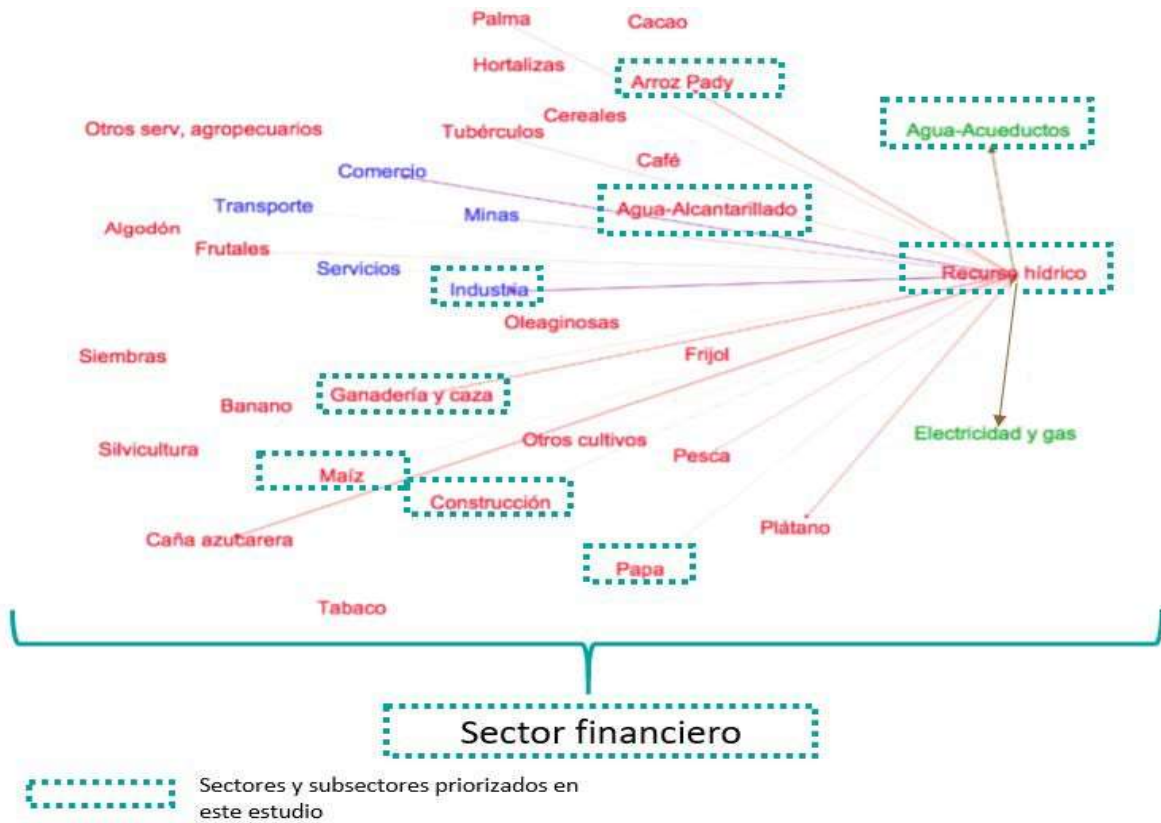 Palma
Cacao
Hortalizas
Arroz Pady
Cereales
Otros serv, agropecuarios
Tubérculos
Agua-Acueductos
Café
Comercio
Transporte
Minas
Agua-Alcantarillado
Algodón
Frutales
Servicios
Recurso hídrico
Industria
Oleaginosas
Siembras
Frijol
Ganadería y caza
Banano
Electricidad y gas
Silvicultura
Otros cultivos
Pesca
Maíz
Construcción
Caña azucarera
Plátano
Papa
Tabaco
Sector financiero
Sectores y subsectores priorizados en
este estudio